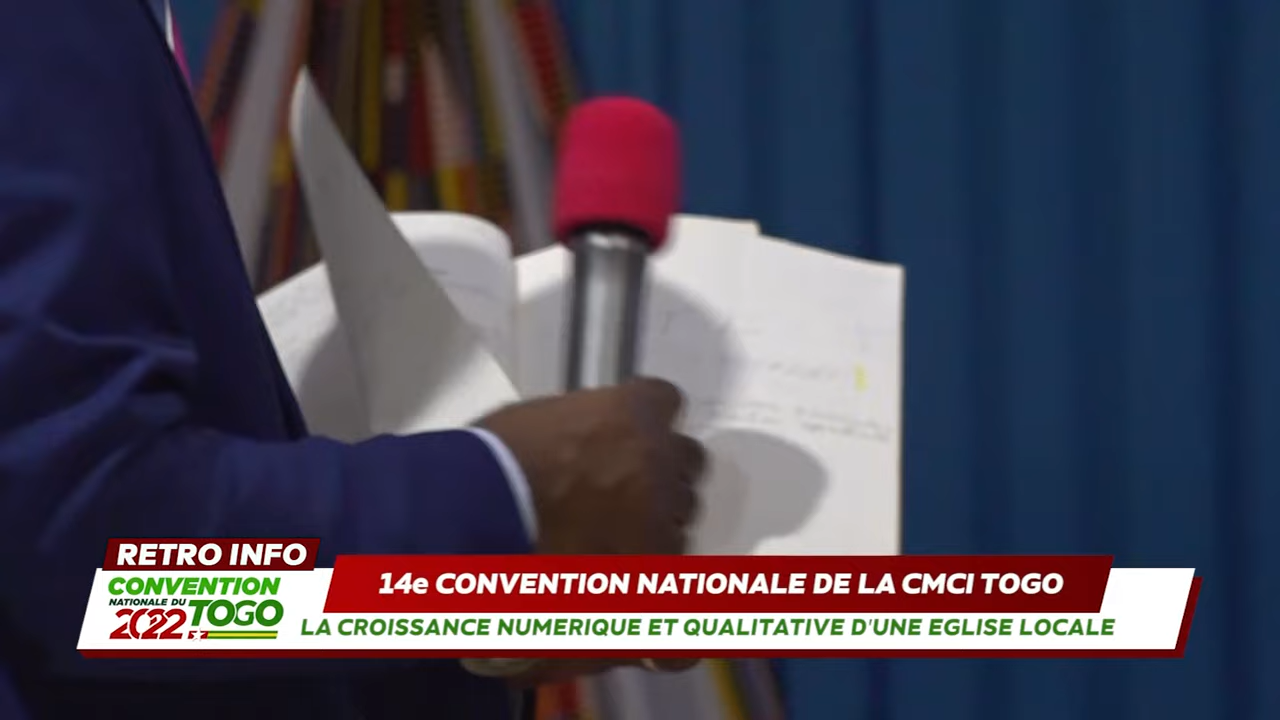 RETRO INFO
CONVENTION
NATIONALE DU
TOGO
2022
14e CONVENTION NATIONALE DE LA CMCI TOGO
LA CROISSANCE NUMERIQUE ET QUALITATIVE D'UNE EGLISE LOCALE